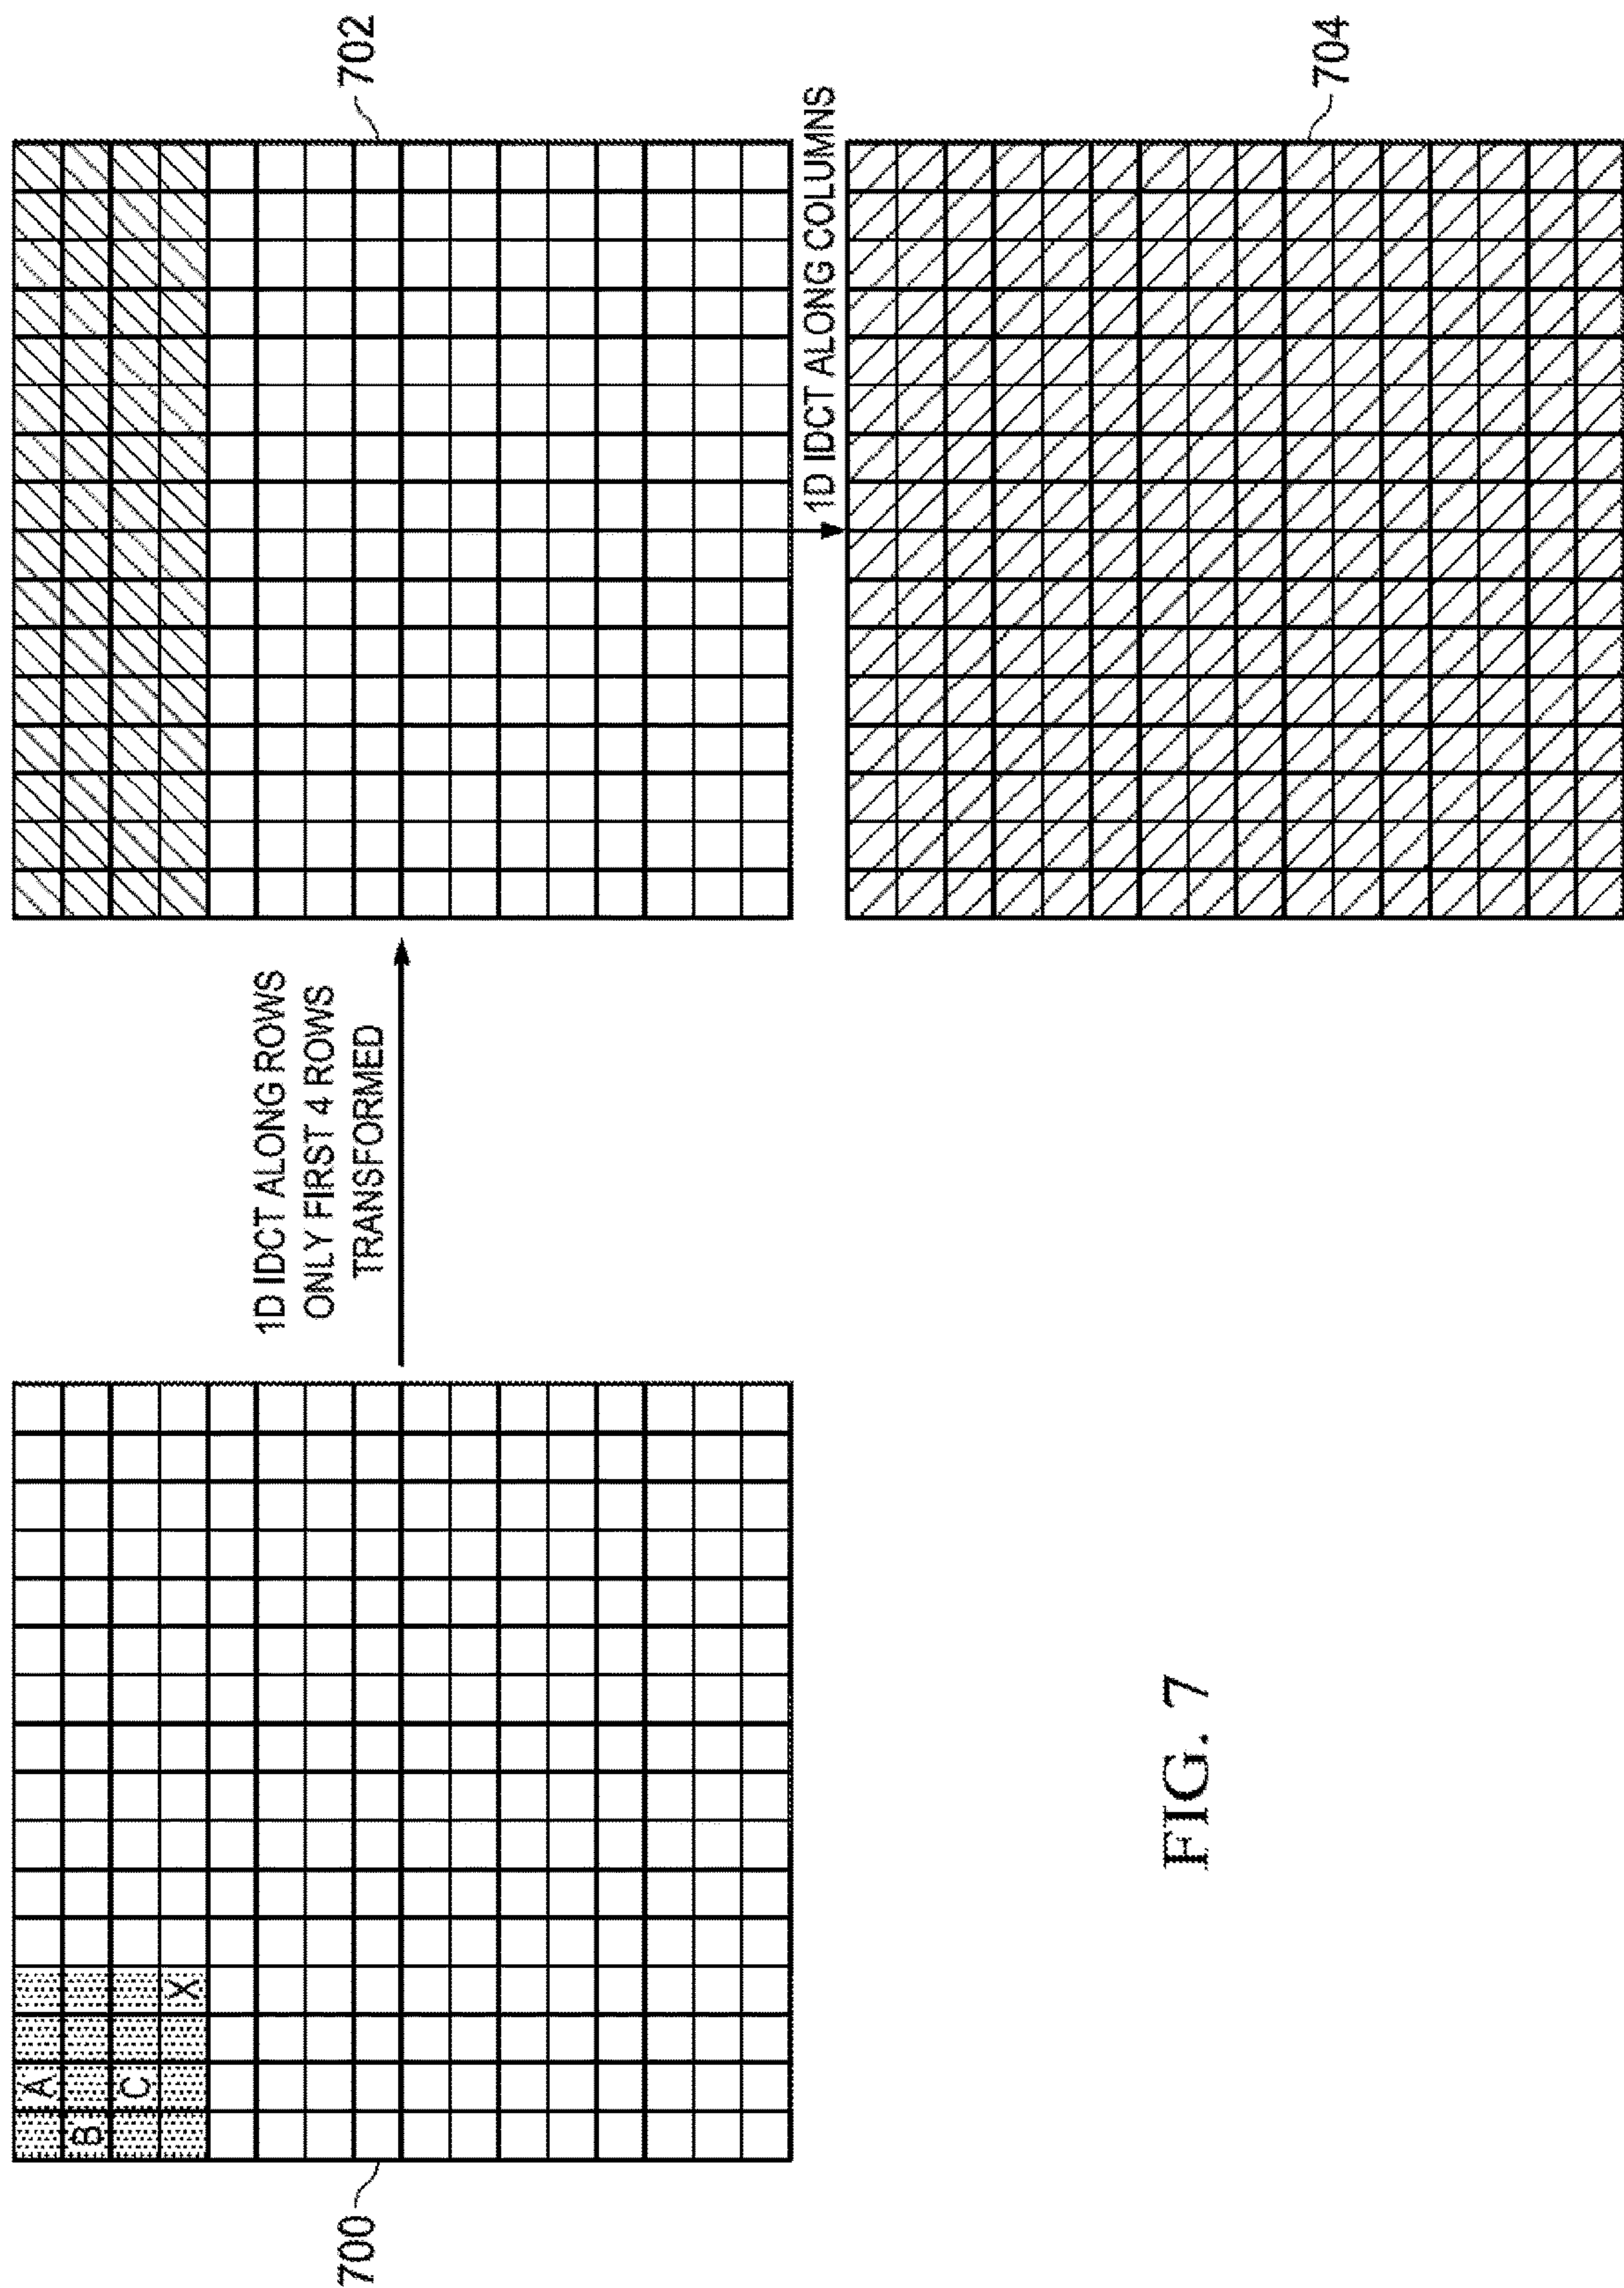 700
A
B
C
X
1D IDCT ALONG ROWS
ONLY FIRST 4 ROWS
TRANSFORMED
702
1D IDCT ALONG COLUMNS
704
FIG. 7